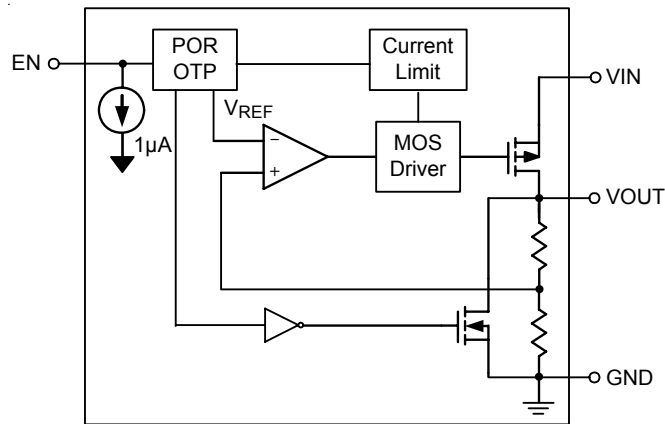 EN
POR
OTP
Current
Limit
VIN
1µA
VREF
−
+
MOS
Driver
VOUT
GND